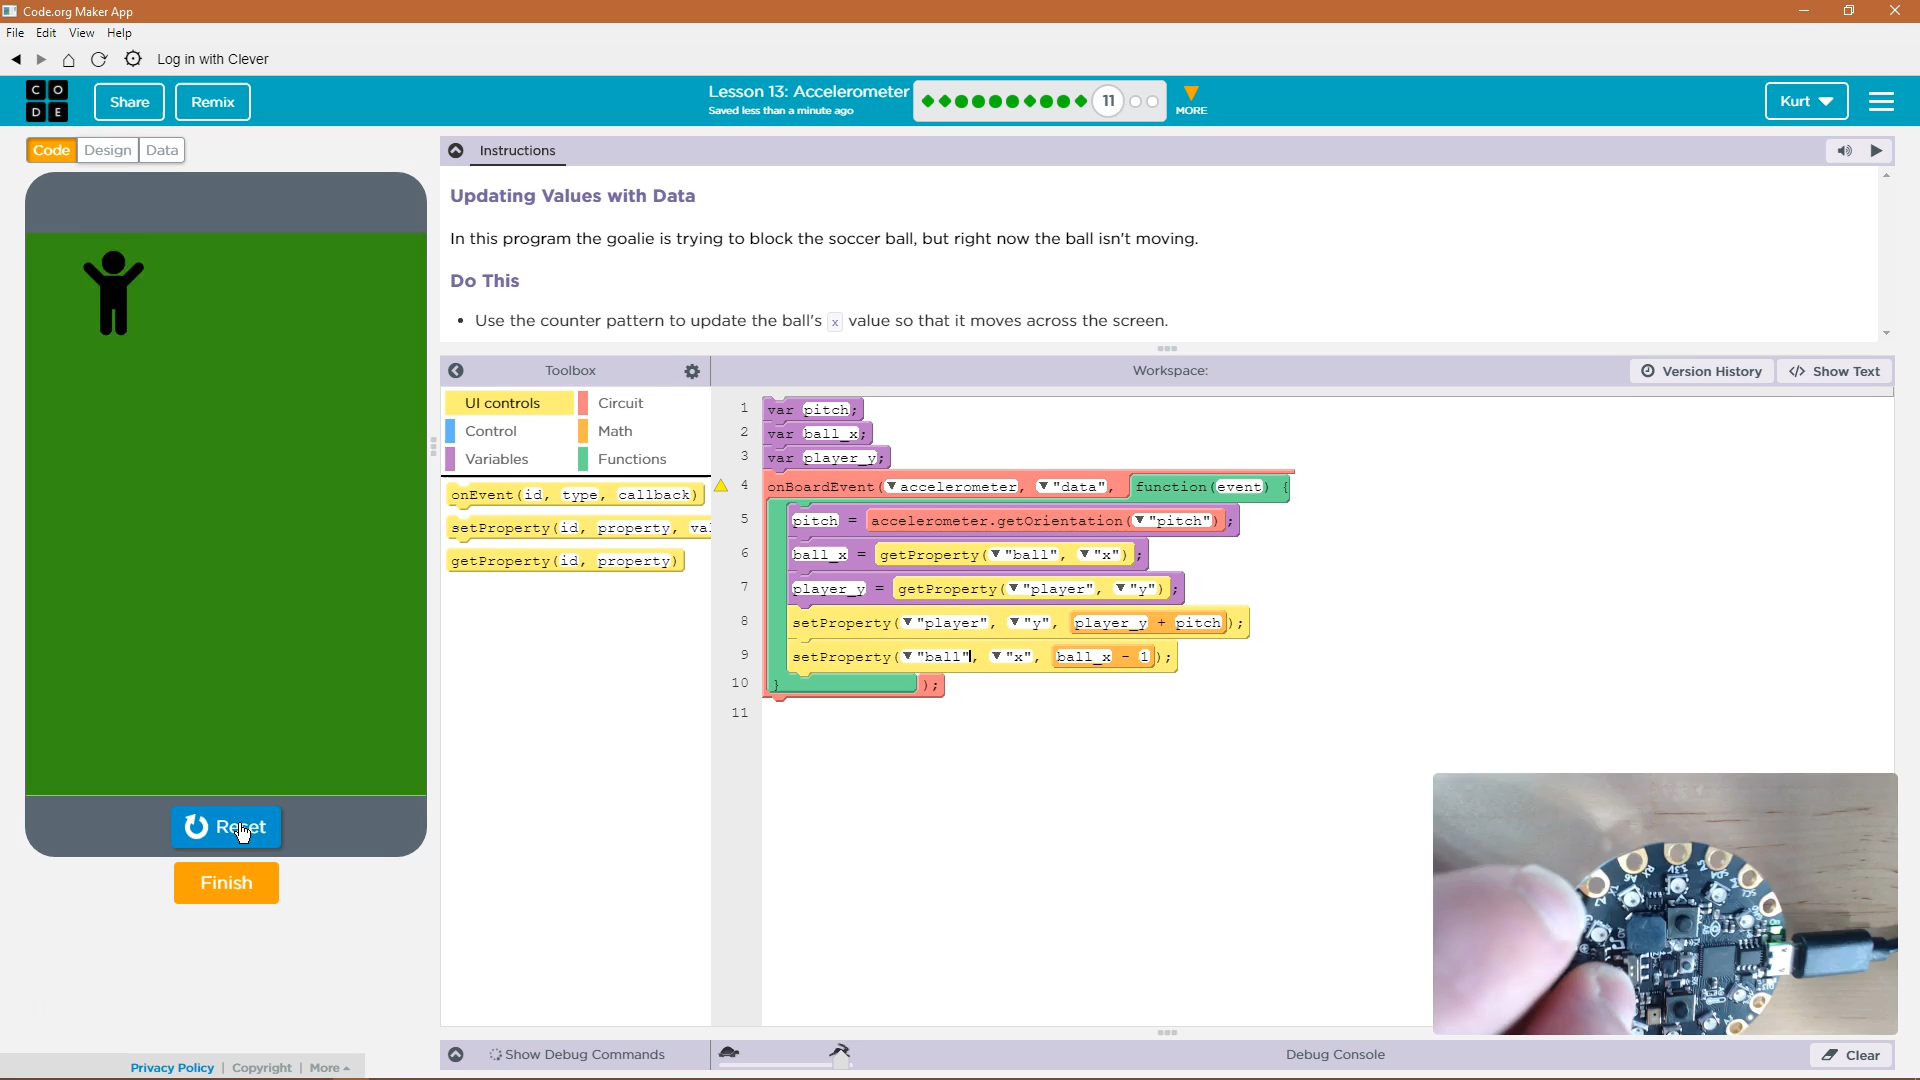 Code.org Maker App
File Edit View Help
Log in with Clever
CODE
Share
Remix
Lesson 13: Accelerometer
Saved less than a minute ago
11
MORE
Kurt
Code
Design
Data
Instructions
Updating Values with Data
In this program the goalie is trying to block the soccer ball, but right now the ball isn't moving.
Do This
• Use the counter pattern to update the ball's x value so that it moves across the screen.
Toolbox
Workspace:
Version History
</> Show Text
UI controls
Circuit
Control
Math
Variables
Functions
onEvent(id, type, callback)
setProperty(id, property, val
getProperty(id, property)
1 var pitch;
2 var ball_x;
3 var player_y;
4 onBoardEvent(▼accelerometer, ▼"data", function(event) {
5 pitch = accelerometer.getOrientation(▼"pitch");
6 ball_x = getProperty(▼"ball", ▼"x");
7 player_y = getProperty(▼"player", ▼"y");
8 setProperty(▼"player", ▼"y", player_y + pitch);
9 setProperty(▼"ball", ▼"x", ball_x - 1);
10 } );
11
Reset
Finish
Show Debug Commands
Debug Console
Clear
Privacy Policy | Copyright | More
A6
3.3V